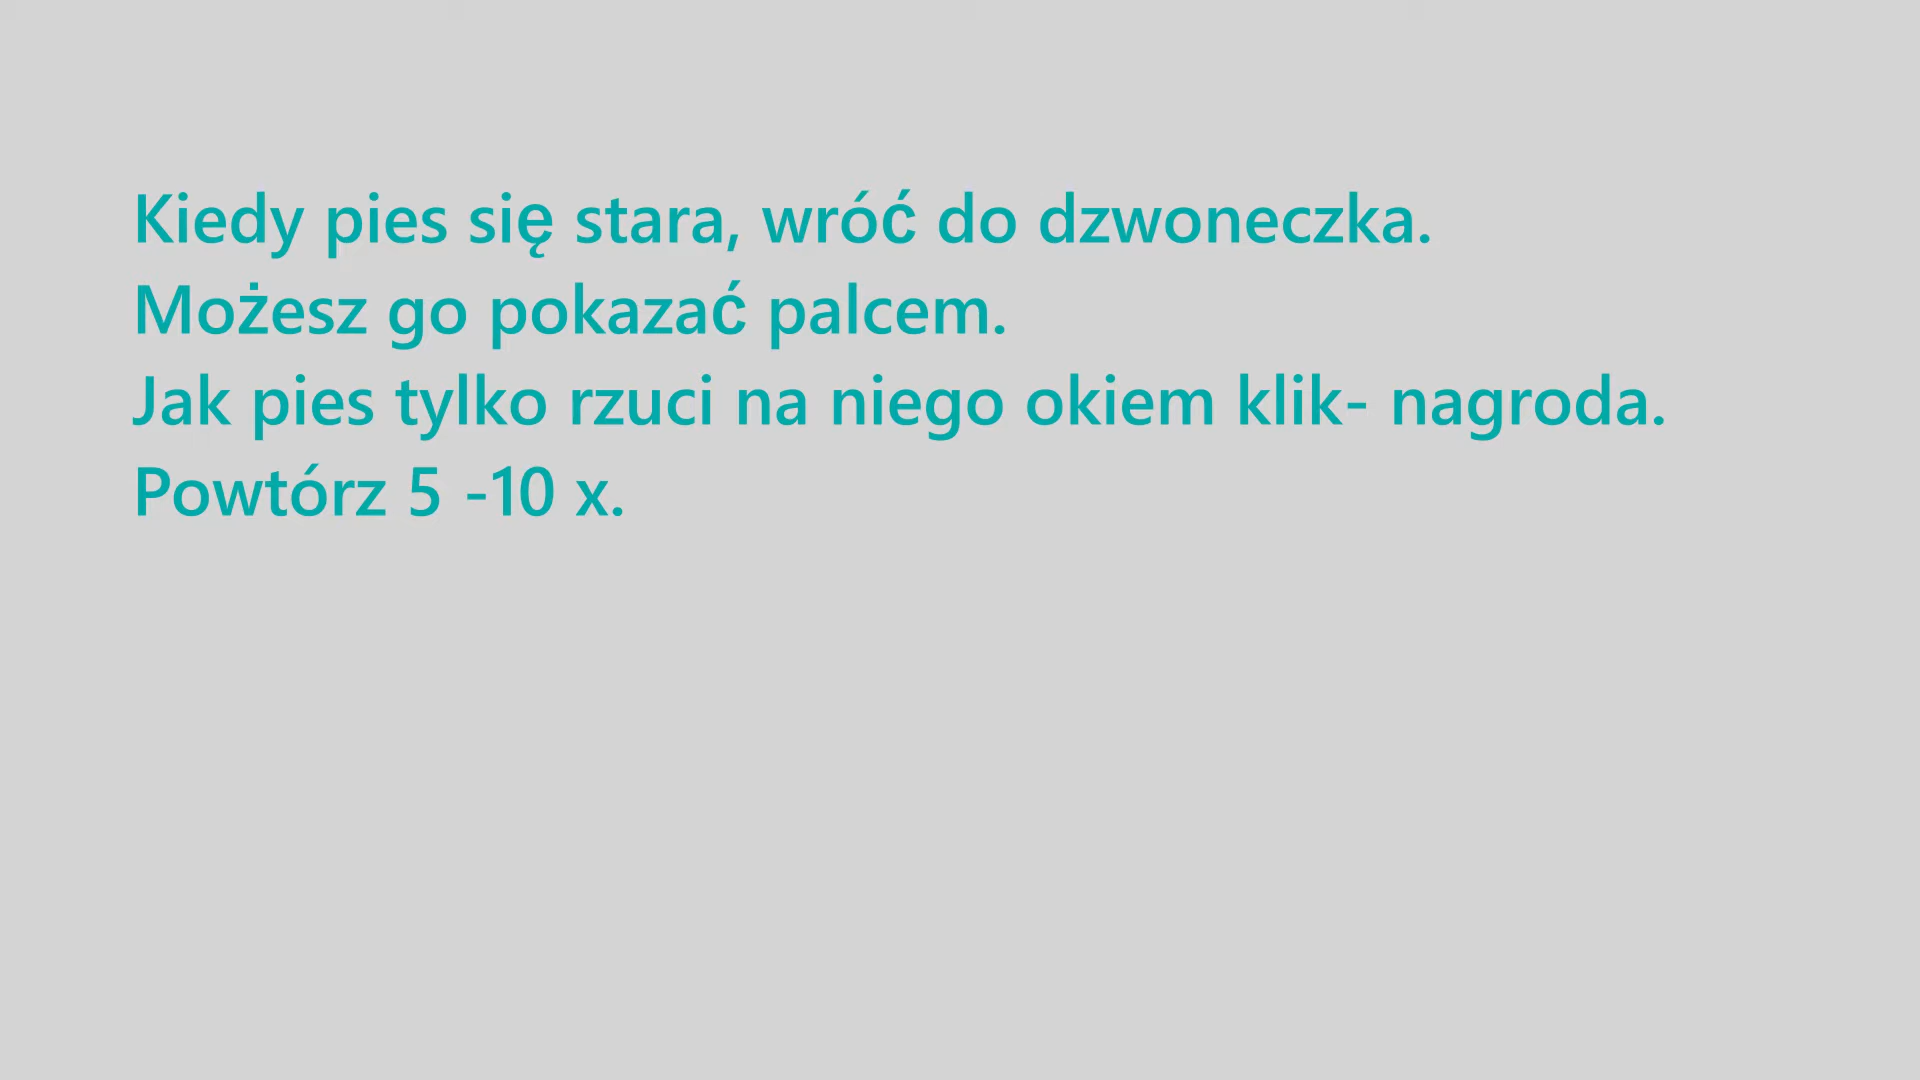 Kiedy pies się stara, wróć do dzwoneczka.
Możesz go pokazać palcem.
Jak pies tylko rzuci na niego okiem klik- nagroda.
Powtórz 5 -10 x.